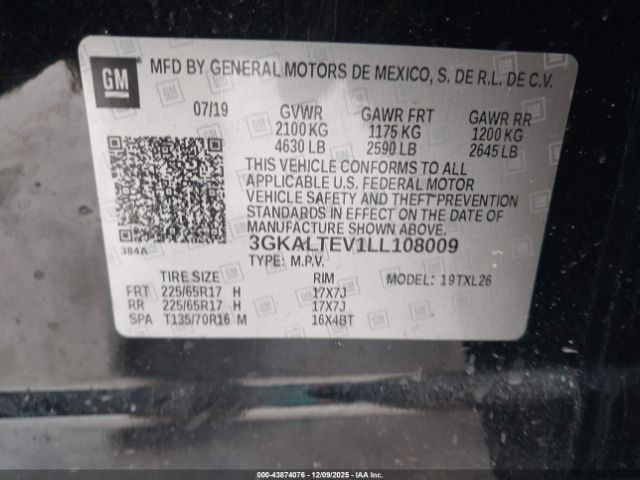 GM
MFD BY GENERAL MOTORS DE MEXICO, S. DE R.L. DE C.V.
07/19 GVWR GAWR FRT GAWR RR
2100 KG 1175 KG 1200 KG
4630 LB 2590 LB 2645 LB
THIS VEHICLE CONFORMS TO ALL
APPLICABLE U.S. FEDERAL MOTOR
VEHICLE SAFETY AND THEFT PREVENTION
STANDARDS IN EFFECT ON THE DATE OF
MANUFACTURE SHOWN ABOVE.
384A
3GKALTEV1LL108009
TYPE: M.P.V. MODEL: 19TXL26
TIRE SIZE RIM
FRT 225/65R17 H 17X7J
RR 225/65R17 H 17X7J
SPA T135/70R16 M 16X4BT
000-43874076 - 12/09/2025 - IAA Inc.